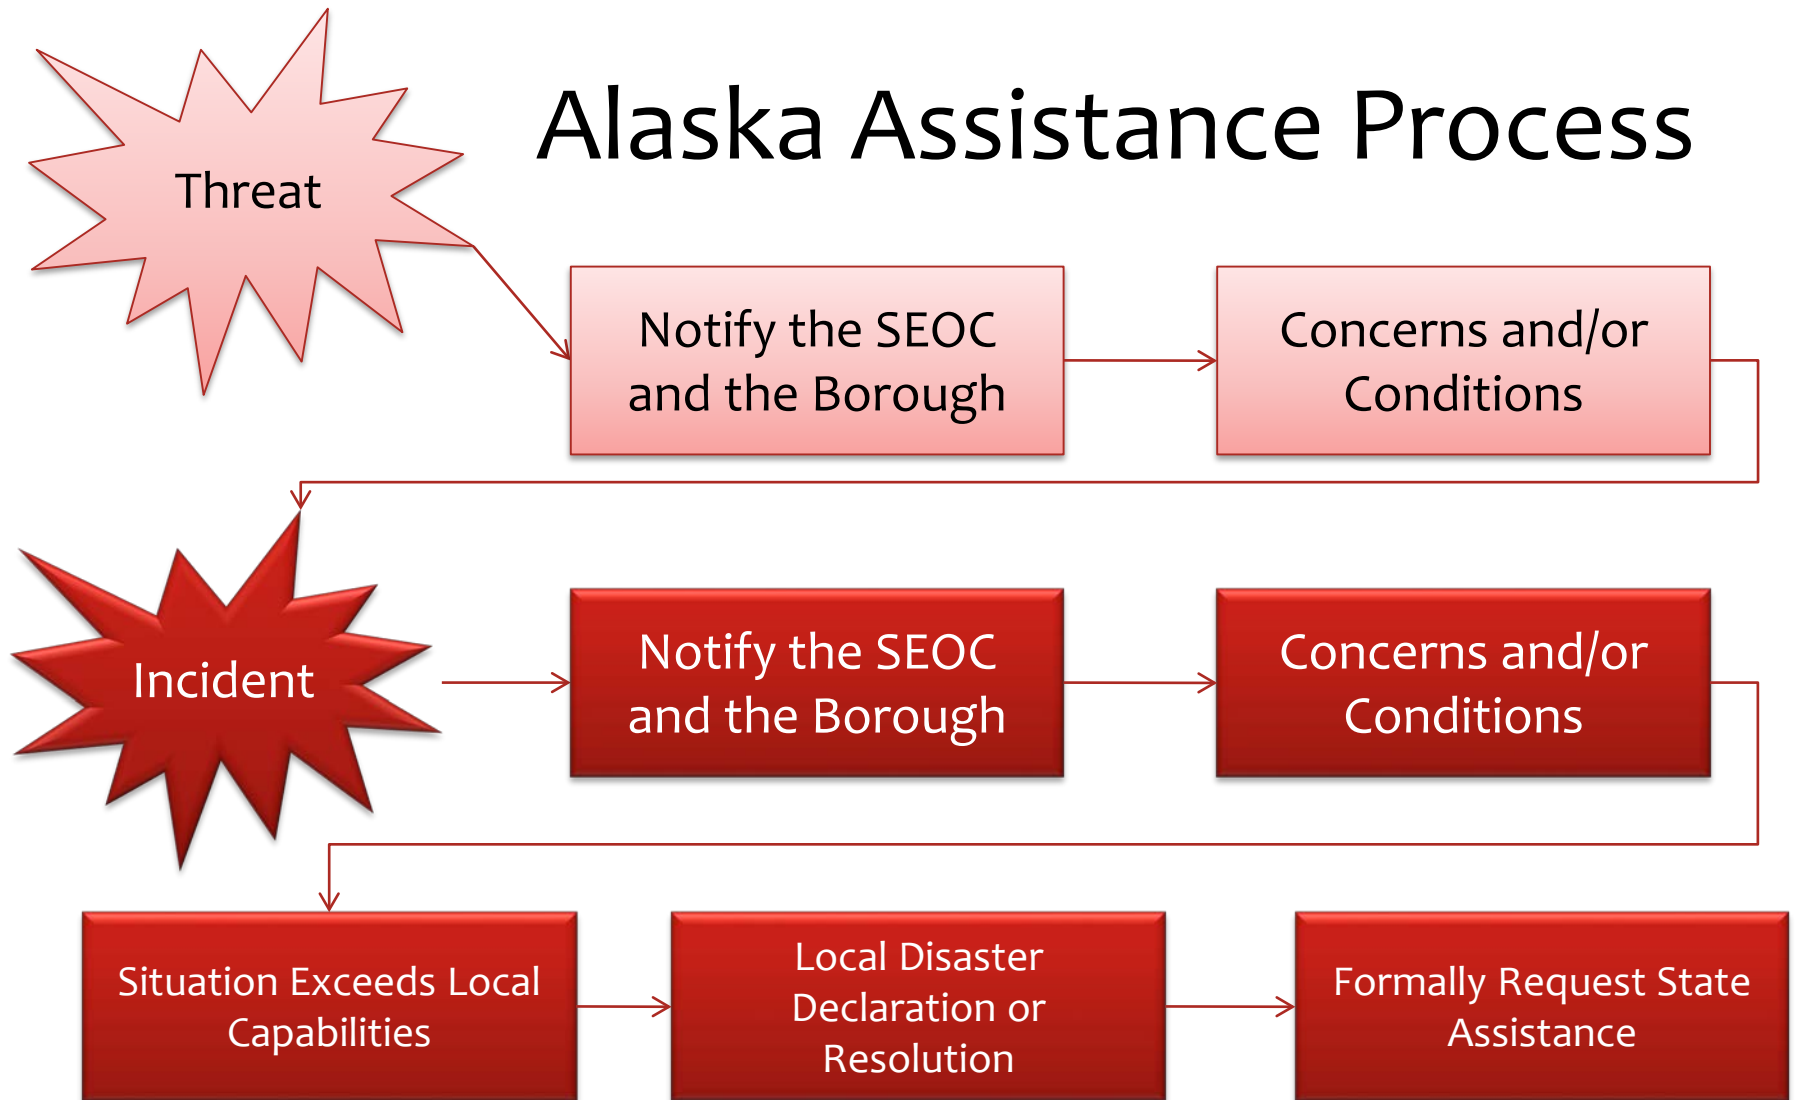 Alaska Assistance Process
Threat
Notify the SEOC
and the Borough
Concerns and/or
Conditions
Incident
Notify the SEOC
and the Borough
Concerns and/or
Conditions
Situation Exceeds Local
Capabilities
Local Disaster
Declaration or
Resolution
Formally Request State
Assistance